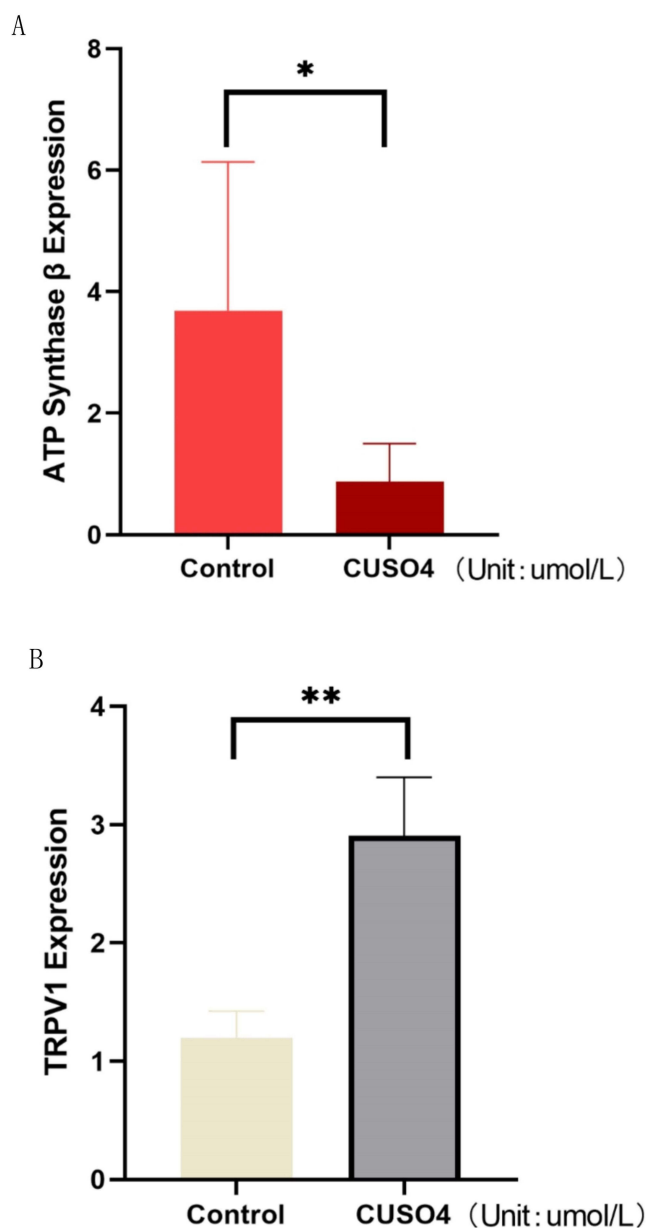 A
8
*
6
4
2
0
ATP Synthase β Expression
Control
CUSO4 （Unit: umol/L）
B
4
**
3
2
1
0
TRPV1 Expression
Control
CUSO4 （Unit: umol/L）